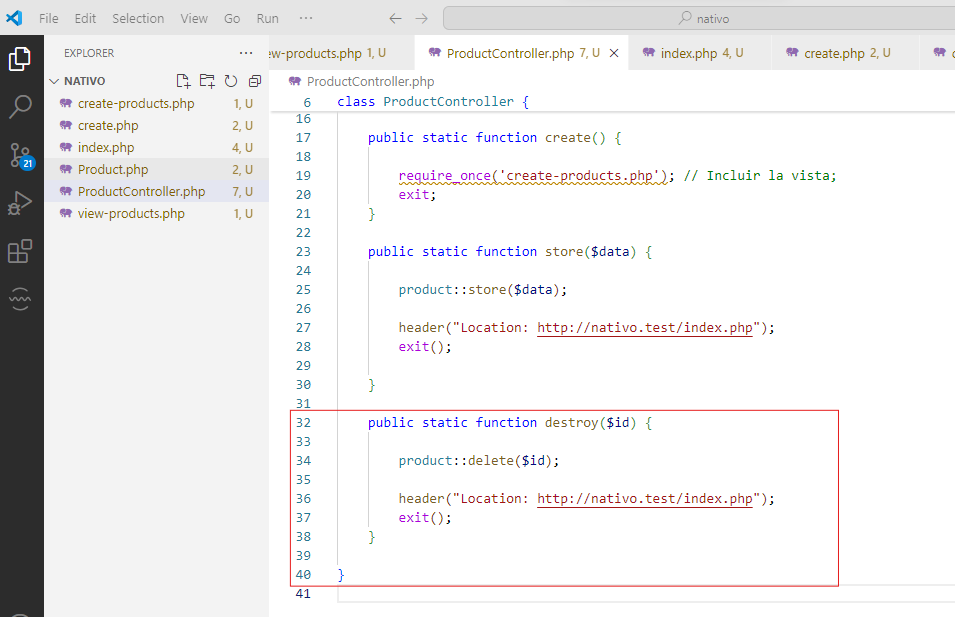 File Edit Selection View Go Run ··· ← → nativo
EXPLORER ···
NATIVO
create-products.php 1, U
create.php 2, U
index.php 4, U
Product.php 2, U
ProductController.php 7, U
view-products.php 1, U
21
ew-products.php 1, U ProductController.php 7, U × index.php 4, U create.php 2, U
ProductController.php
6 class ProductController {
16
17 public static function create() {
18
19 require_once('create-products.php'); // Incluir la vista;
20 exit;
21 }
22
23 public static function store($data) {
24
25 product::store($data);
26
27 header("Location: http://nativo.test/index.php");
28 exit();
29
30 }
31
32 public static function destroy($id) {
33
34 product::delete($id);
35
36 header("Location: http://nativo.test/index.php");
37 exit();
38 }
39
40 }
41